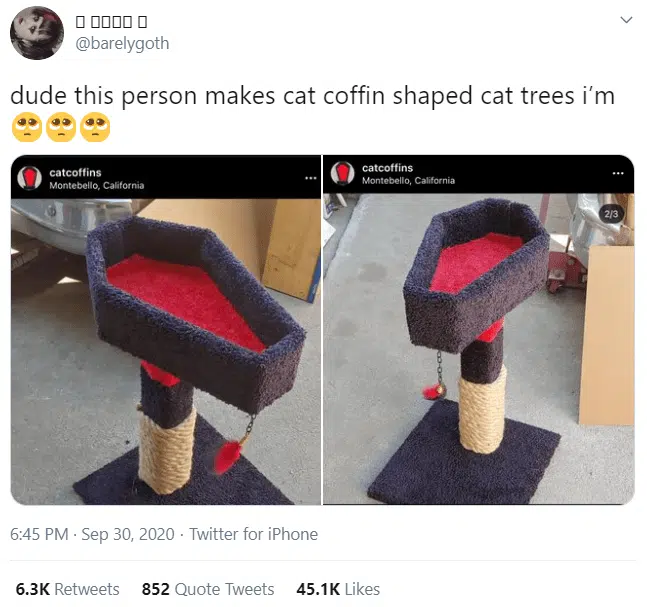 @barelygoth
dude this person makes cat coffin shaped cat trees i'm
🥺🥺🥺
catcoffins
Montebello, California
catcoffins
Montebello, California
2/3
6:45 PM · Sep 30, 2020 · Twitter for iPhone
6.3K Retweets 852 Quote Tweets 45.1K Likes